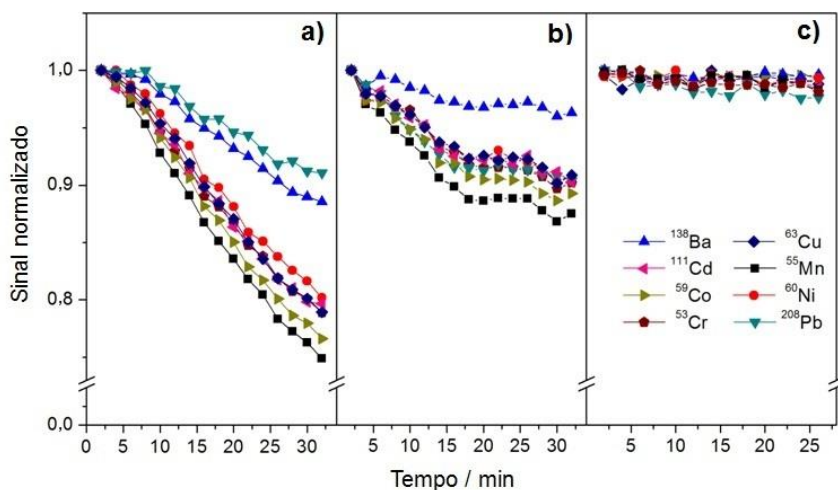 a)
b)
c)
Sinal normalizado
1,0
0,9
0,8
0,0
¹³⁸Ba
⁶³Cu
¹¹¹Cd
⁵⁵Mn
⁵⁹Co
⁶⁰Ni
⁵³Cr
²⁰⁸Pb
0 5 10 15 20 25 30
5 10 15 20 25 30
5 10 15 20 25
Tempo / min